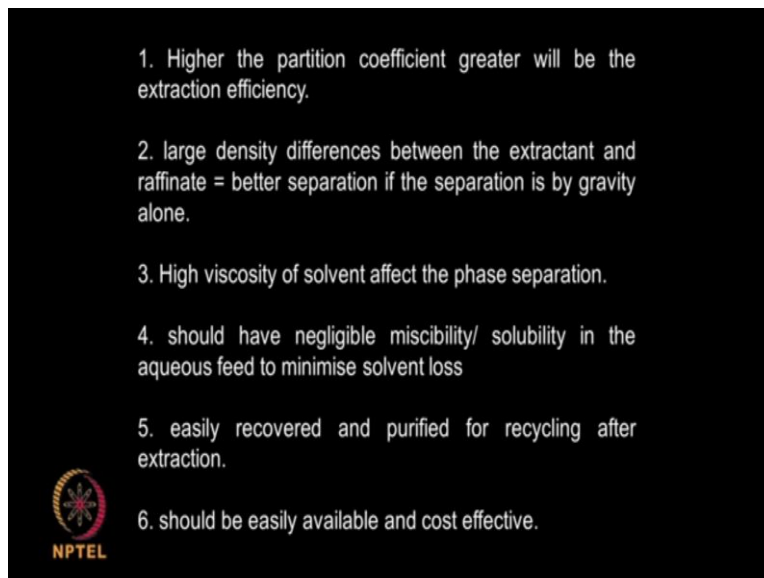 1. Higher the partition coefficient greater will be the
extraction efficiency.
2. large density differences between the extractant and
raffinate = better separation if the separation is by gravity
alone.
3. High viscosity of solvent affect the phase separation.
4. should have negligible miscibility/ solubility in the
aqueous feed to minimise solvent loss
5. easily recovered and purified for recycling after
extraction.
6. should be easily available and cost effective.
NPTEL